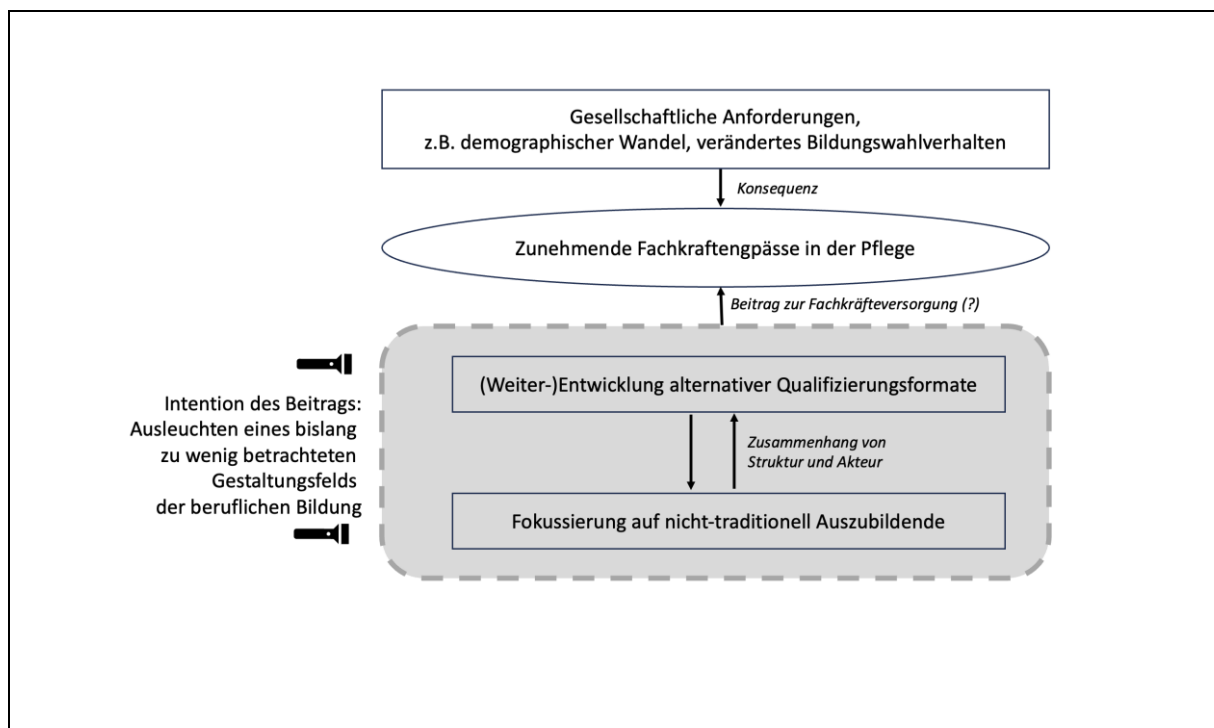 Gesellschaftliche Anforderungen,
z.B. demographischer Wandel, verändertes Bildungswahlverhalten
Konsequenz
Zunehmende Fachkraftengpässe in der Pflege
Beitrag zur Fachkräfteversorgung (?)
(Weiter-)Entwicklung alternativer Qualifizierungsformate
Intention des Beitrags:
Ausleuchten eines bislang
zu wenig betrachteten
Gestaltungsfelds
der beruflichen Bildung
Zusammenhang von
Struktur und Akteur
Fokussierung auf nicht-traditionell Auszubildende